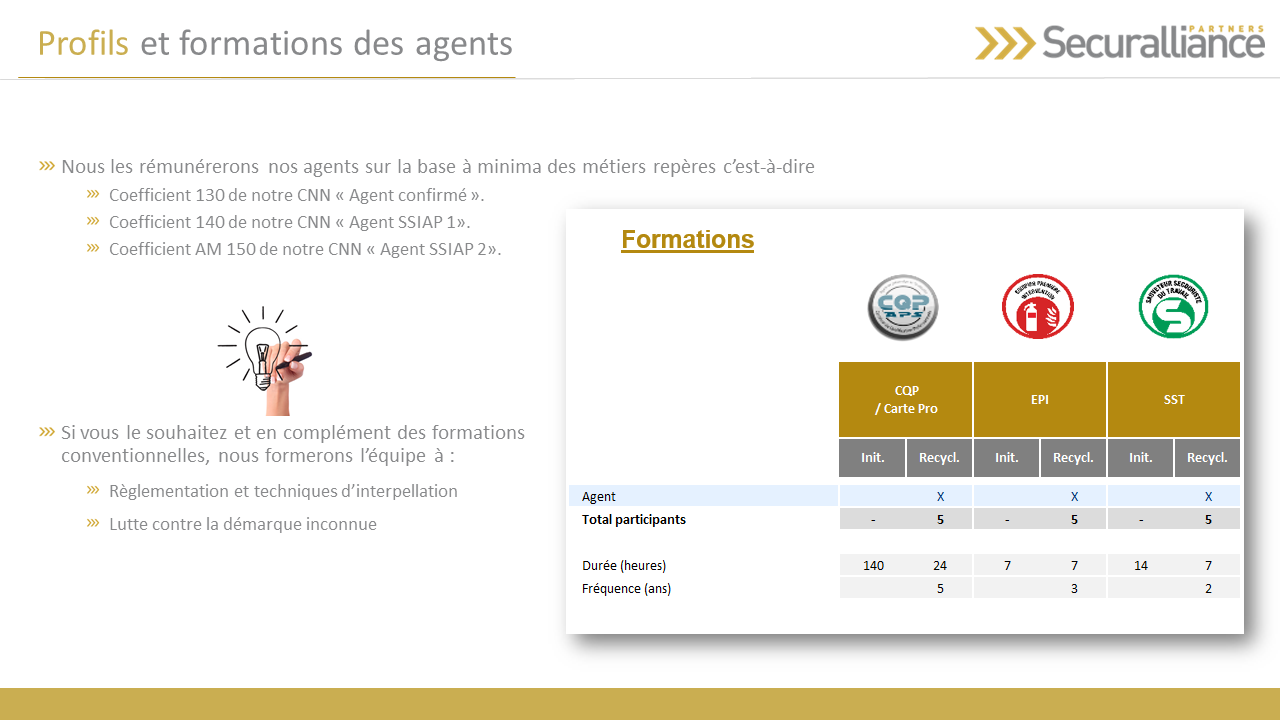 Profils et formations des agents
PARTNERS
Securalliance
Nous les rémunérerons nos agents sur la base à minima des métiers repères c’est-à-dire
Coefficient 130 de notre CNN « Agent confirmé ».
Coefficient 140 de notre CNN « Agent SSIAP 1».
Coefficient AM 150 de notre CNN « Agent SSIAP 2».
Si vous le souhaitez et en complément des formations
conventionnelles, nous formerons l’équipe à :
Règlementation et techniques d’interpellation
Lutte contre la démarque inconnue
Formations
CQP
APS
EQUIPIER PREMIERE
INTERVENTION
SAUVETEUR SECOURISTE
DU TRAVAIL
CQP
/ Carte Pro
EPI
SST
Init. Recycl. Init. Recycl. Init. Recycl.
Agent X X X
Total participants - 5 - 5 - 5
Durée (heures) 140 24 7 7 14 7
Fréquence (ans) 5 3 2